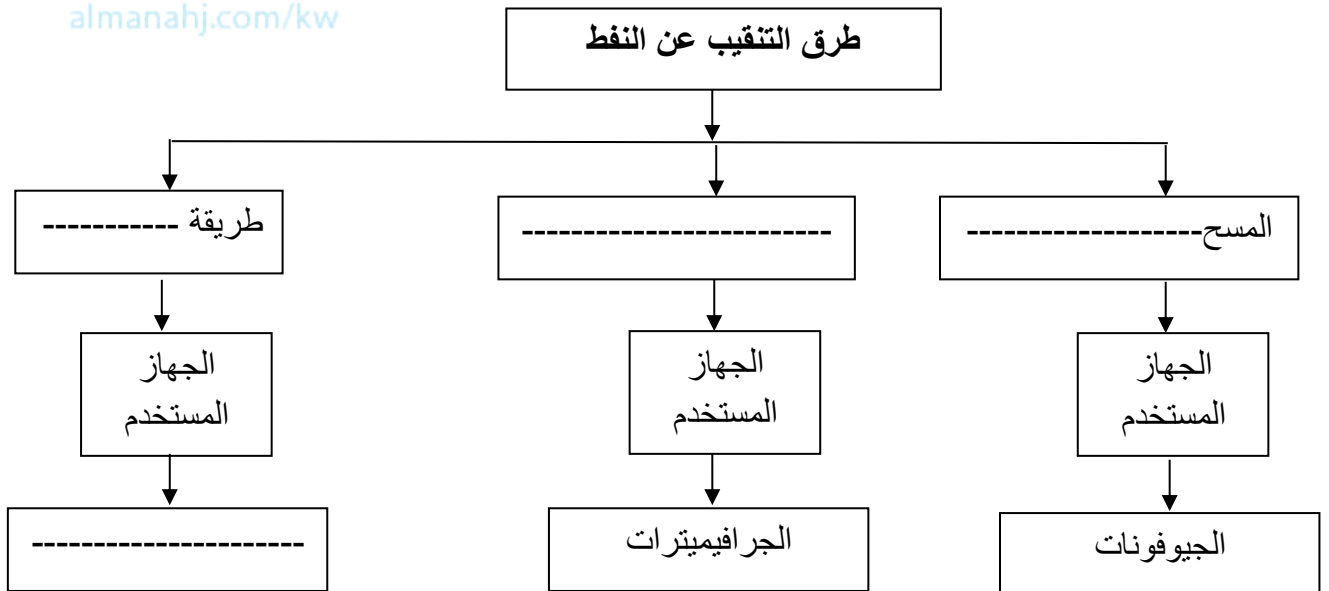 almanahj.com/kw
طرق التنقيب عن النفط
المسح-------------------
-------------------------
طريقة -----------
الجهاز
المستخدم
الجهاز
المستخدم
الجهاز
المستخدم
الجيوفونات
الجرافيميترات
----------------------